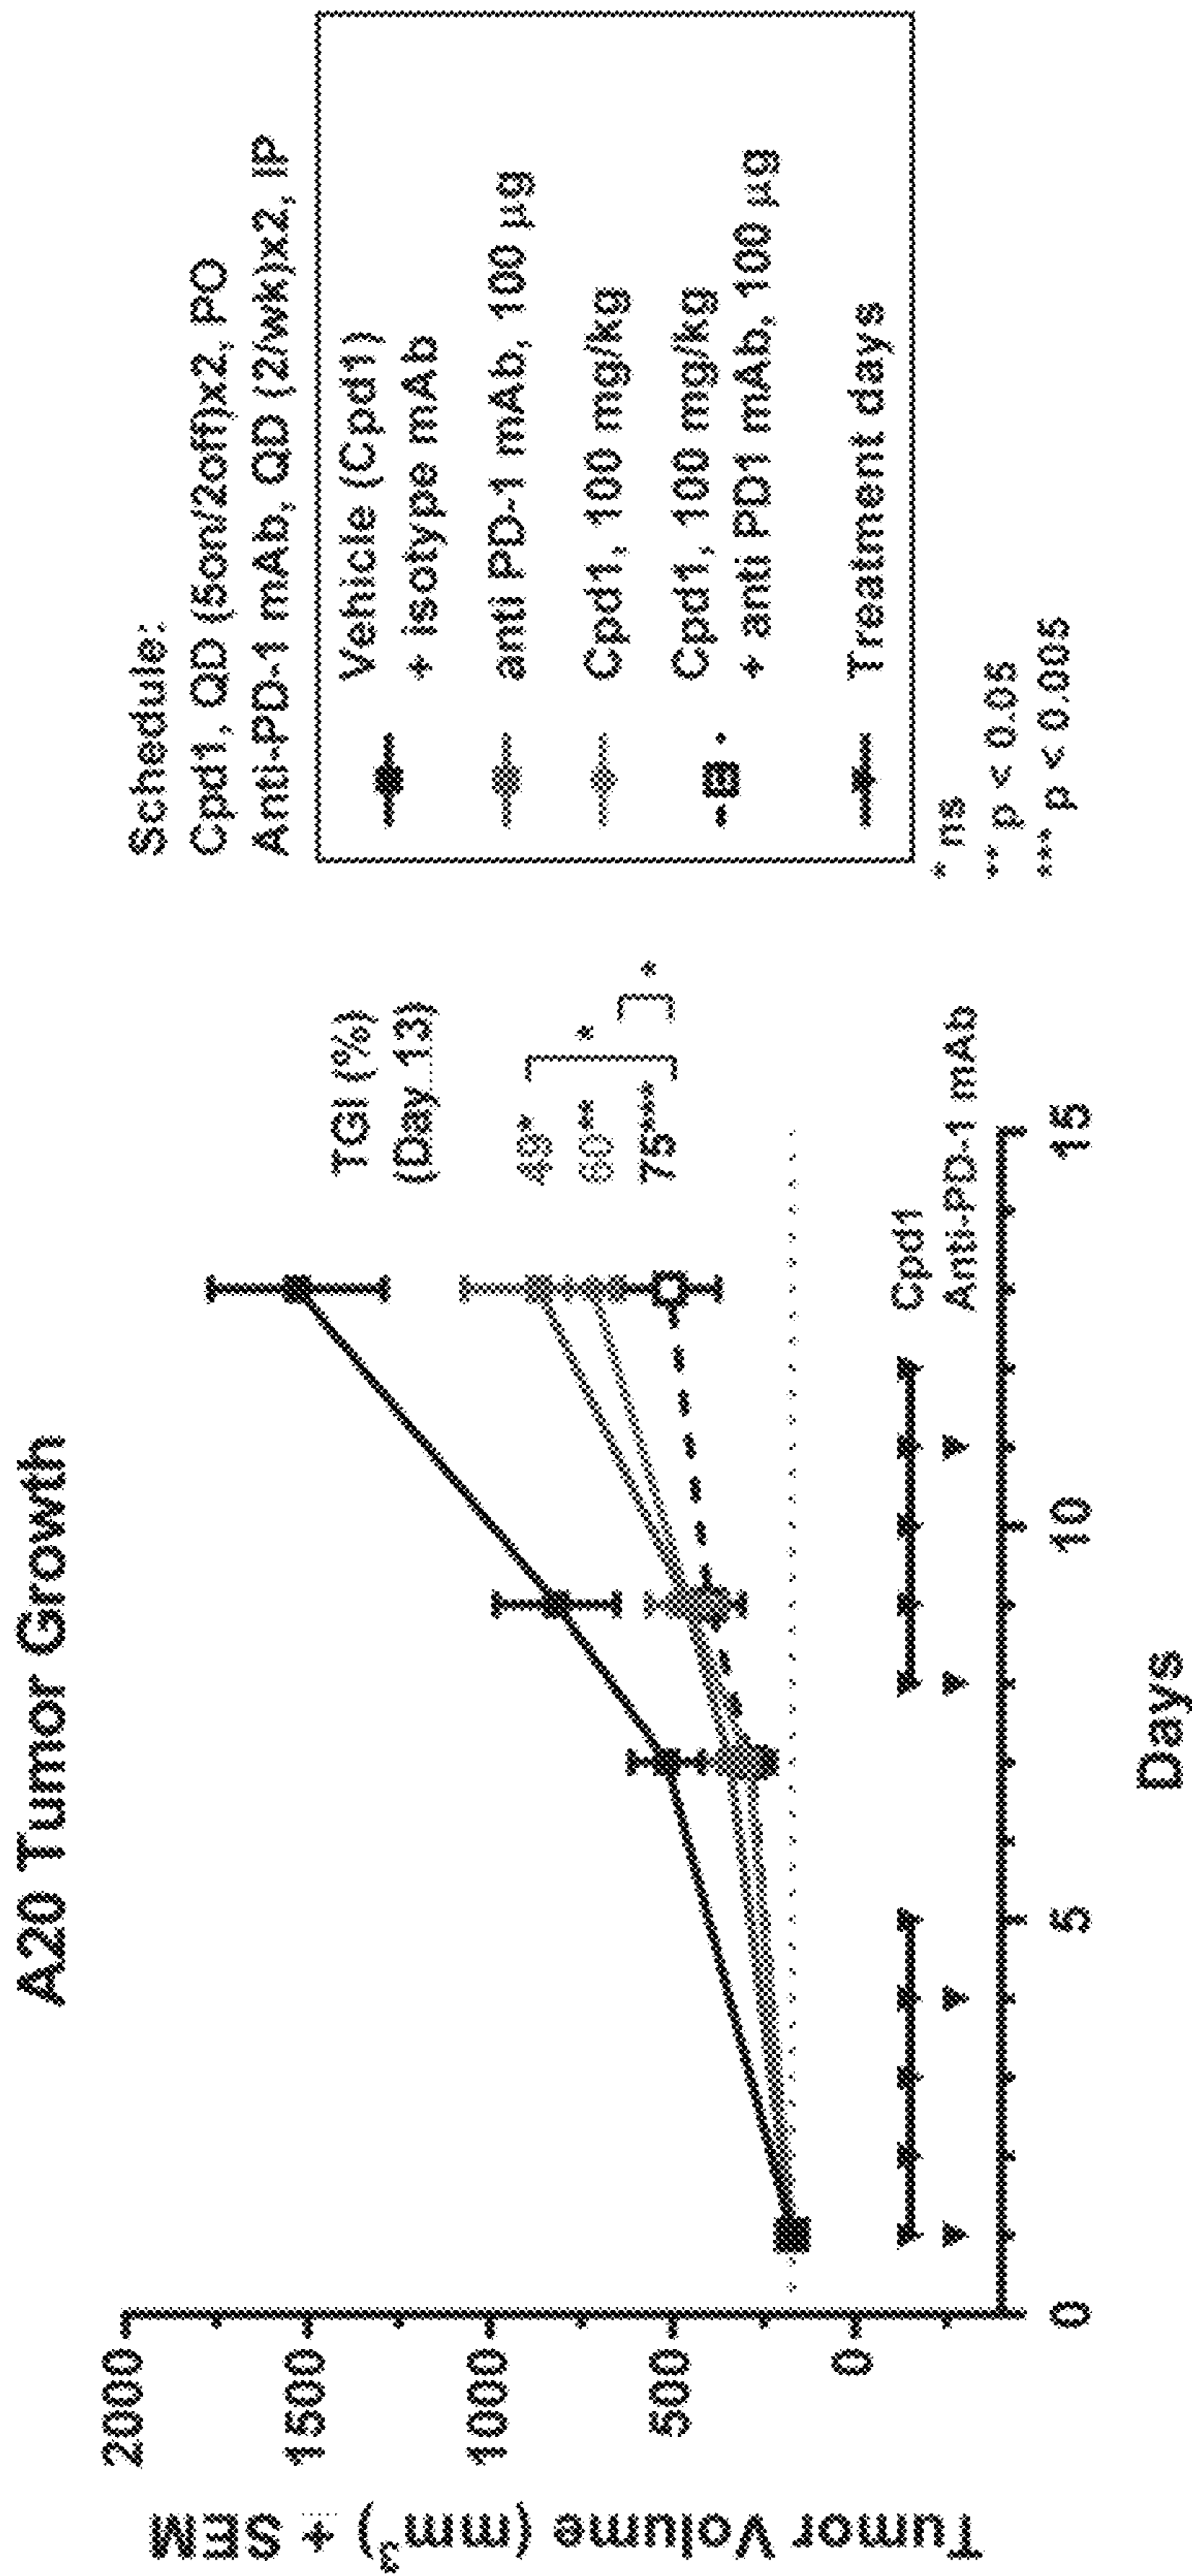 A20 Tumor Growth
Schedule:
Cpd1, QD (5on/2off)x2, PO
Anti-PD-1 mAb, QD (2/wk)x2, IP
Vehicle (Cpd1)
+ isotype mAb
anti PD-1 mAb, 100 µg
Cpd1, 100 mg/kg
Cpd1, 100 mg/kg
+ anti PD1 mAb, 100 µg
Treatment days
* ns
** p < 0.05
*** p < 0.005
TGI (%)
(Day 13)
49*
60**
75***
*
*
Cpd1
Anti-PD-1 mAb
2000
1500
1000
500
0
0
5
10
15
Days
Tumor Volume (mm³) ± SEM